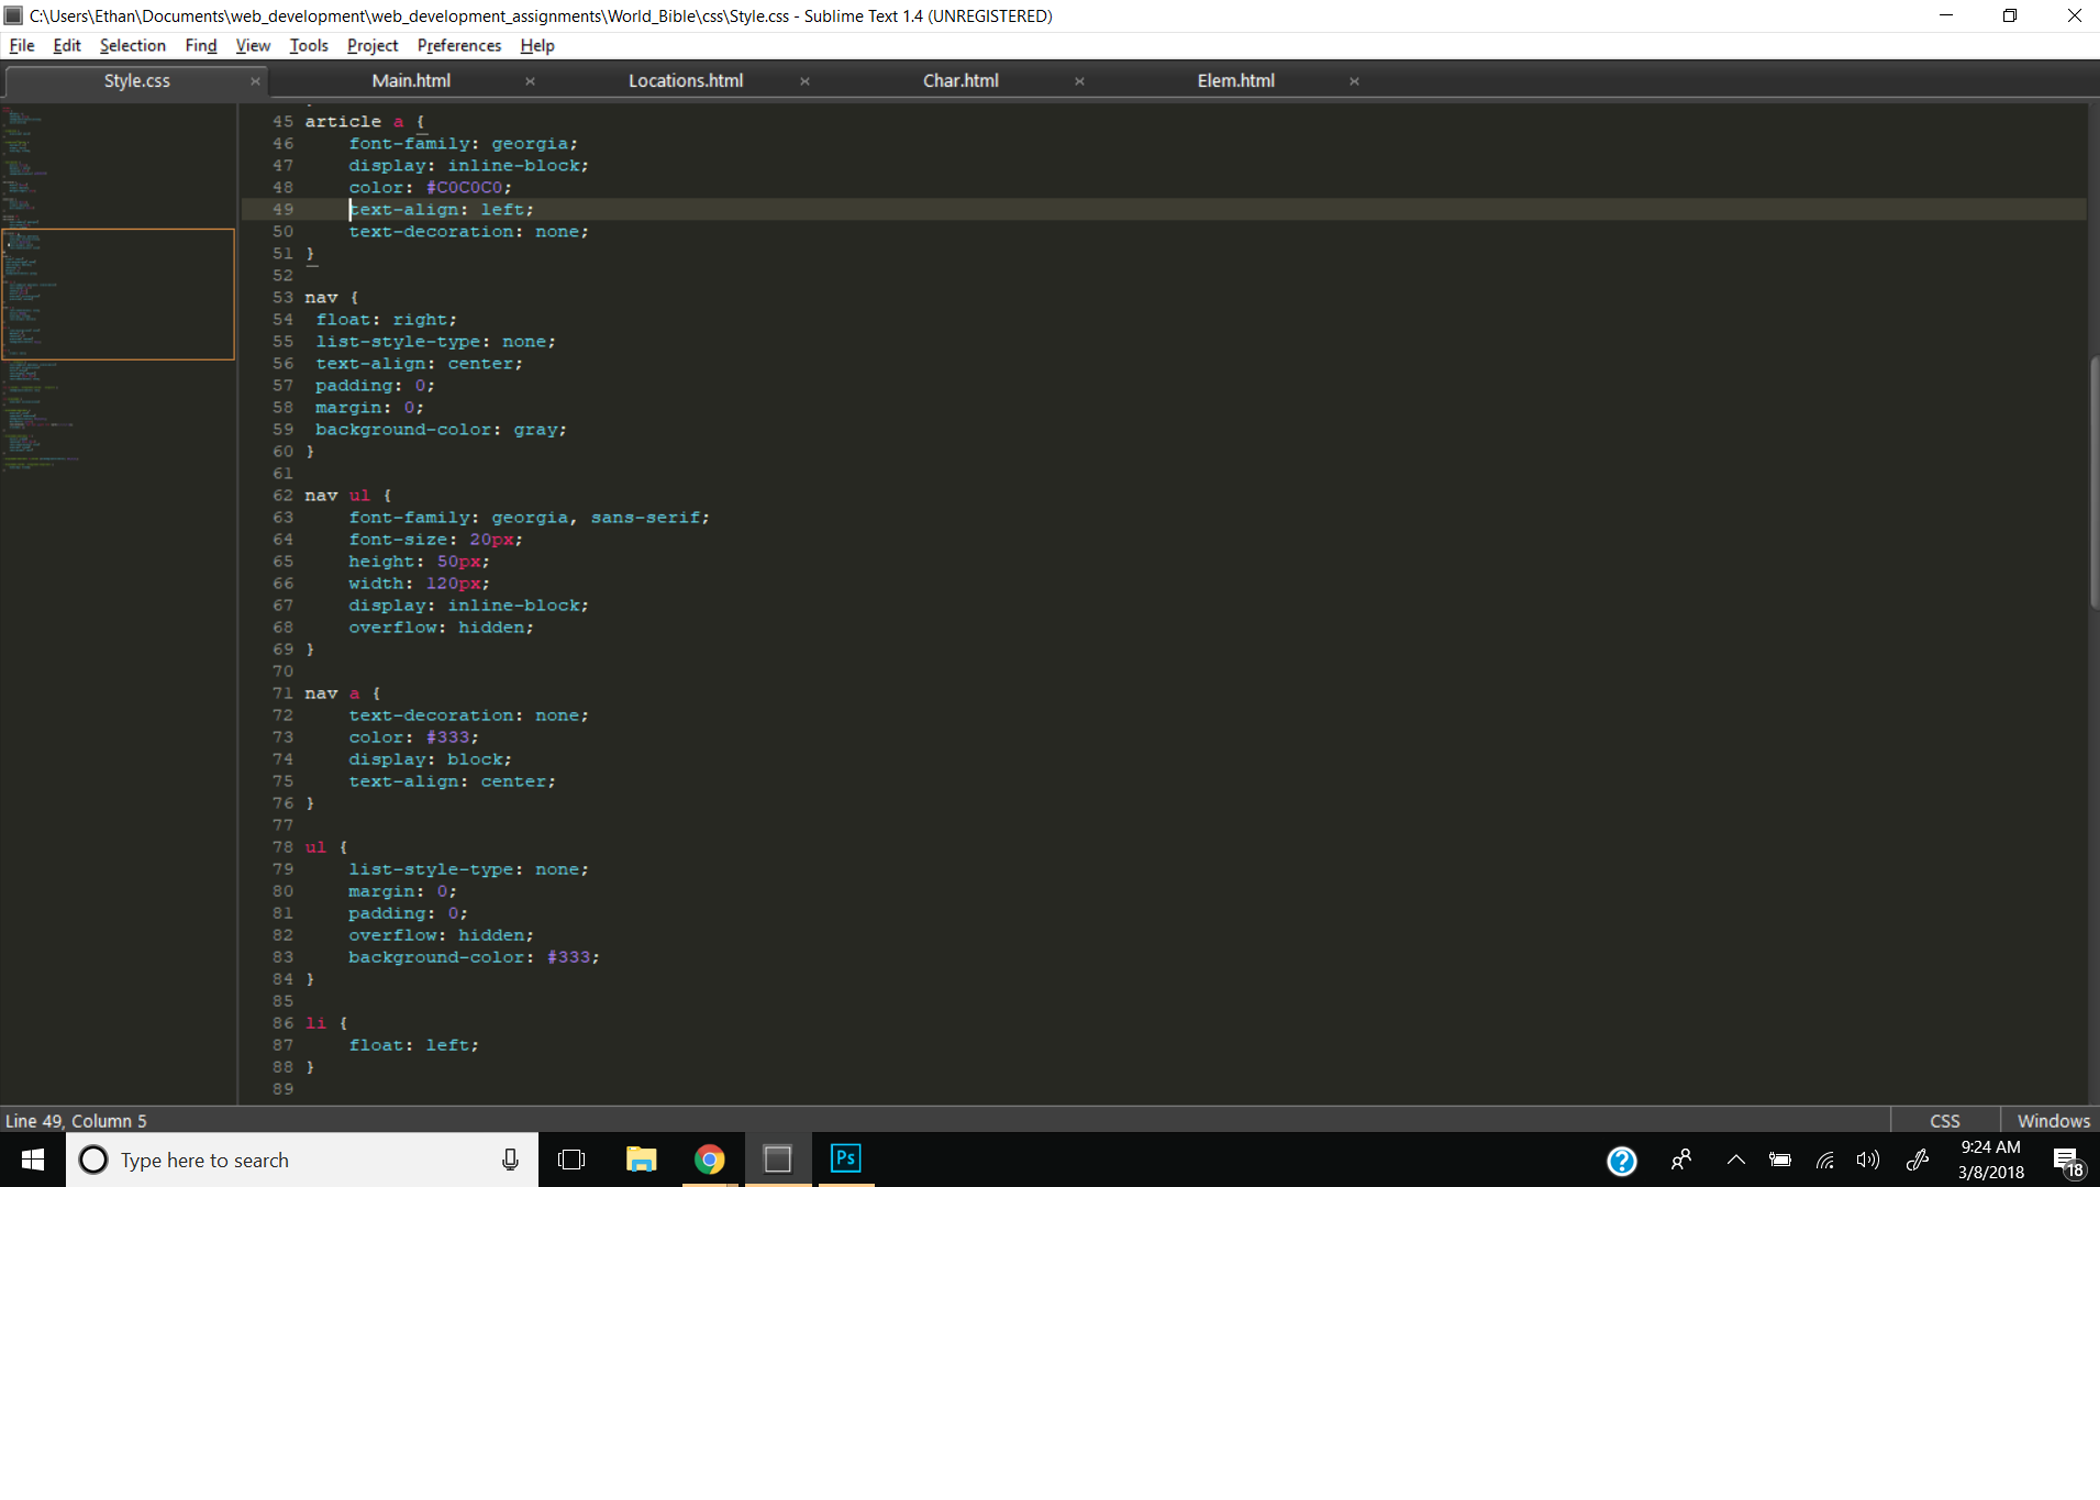 C:\Users\Ethan\Documents\web_development\web_development_assignments\World_Bible\css\Style.css - Sublime Text 1.4 (UNREGISTERED)
File Edit Selection Find View Tools Project Preferences Help
Style.css × Main.html × Locations.html × Char.html × Elem.html ×
45 article a {
46     font-family: georgia;
47     display: inline-block;
48     color: #C0C0C0;
49     text-align: left;
50     text-decoration: none;
51 }
52
53 nav {
54  float: right;
55  list-style-type: none;
56  text-align: center;
57  padding: 0;
58  margin: 0;
59  background-color: gray;
60 }
61
62 nav ul {
63     font-family: georgia, sans-serif;
64     font-size: 20px;
65     height: 50px;
66     width: 120px;
67     display: inline-block;
68     overflow: hidden;
69 }
70
71 nav a {
72     text-decoration: none;
73     color: #333;
74     display: block;
75     text-align: center;
76 }
77
78 ul {
79     list-style-type: none;
80     margin: 0;
81     padding: 0;
82     overflow: hidden;
83     background-color: #333;
84 }
85
86 li {
87     float: left;
88 }
89
Line 49, Column 5 CSS Windows
Type here to search Ps ? 9:24 AM
3/8/2018 18